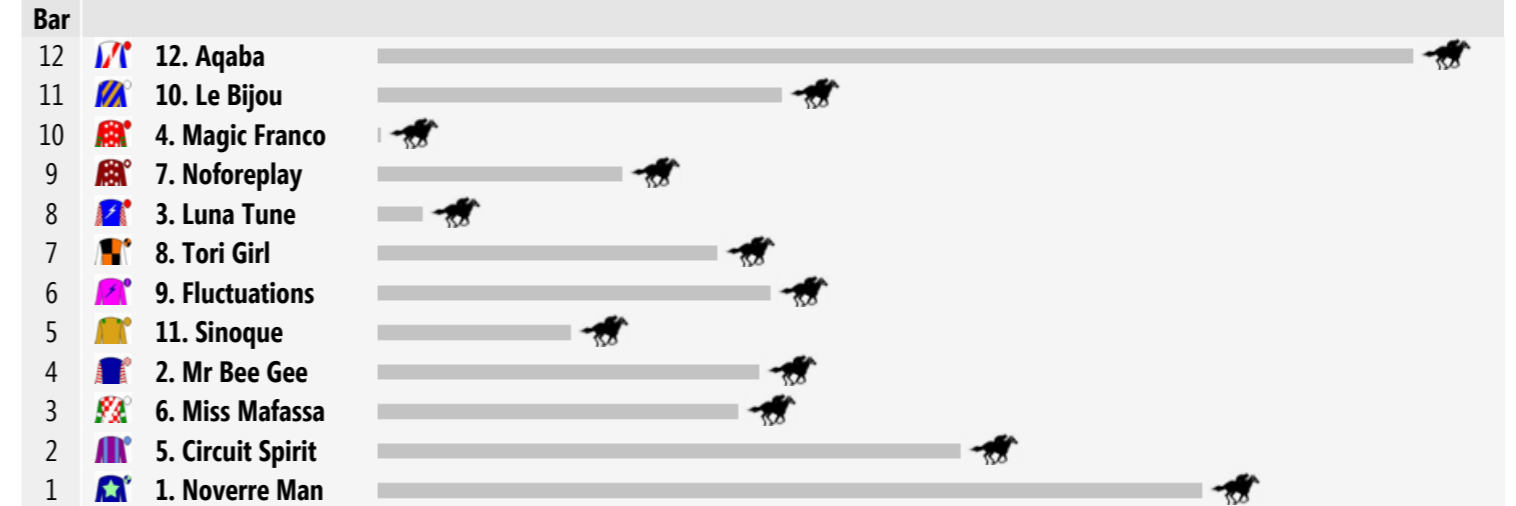 Bar
12 12. Aqaba
11 10. Le Bijou
10 4. Magic Franco
9 7. Noforeplay
8 3. Luna Tune
7 8. Tori Girl
6 9. Fluctuations
5 11. Sinoque
4 2. Mr Bee Gee
3 6. Miss Mafassa
2 5. Circuit Spirit
1 1. Noverre Man